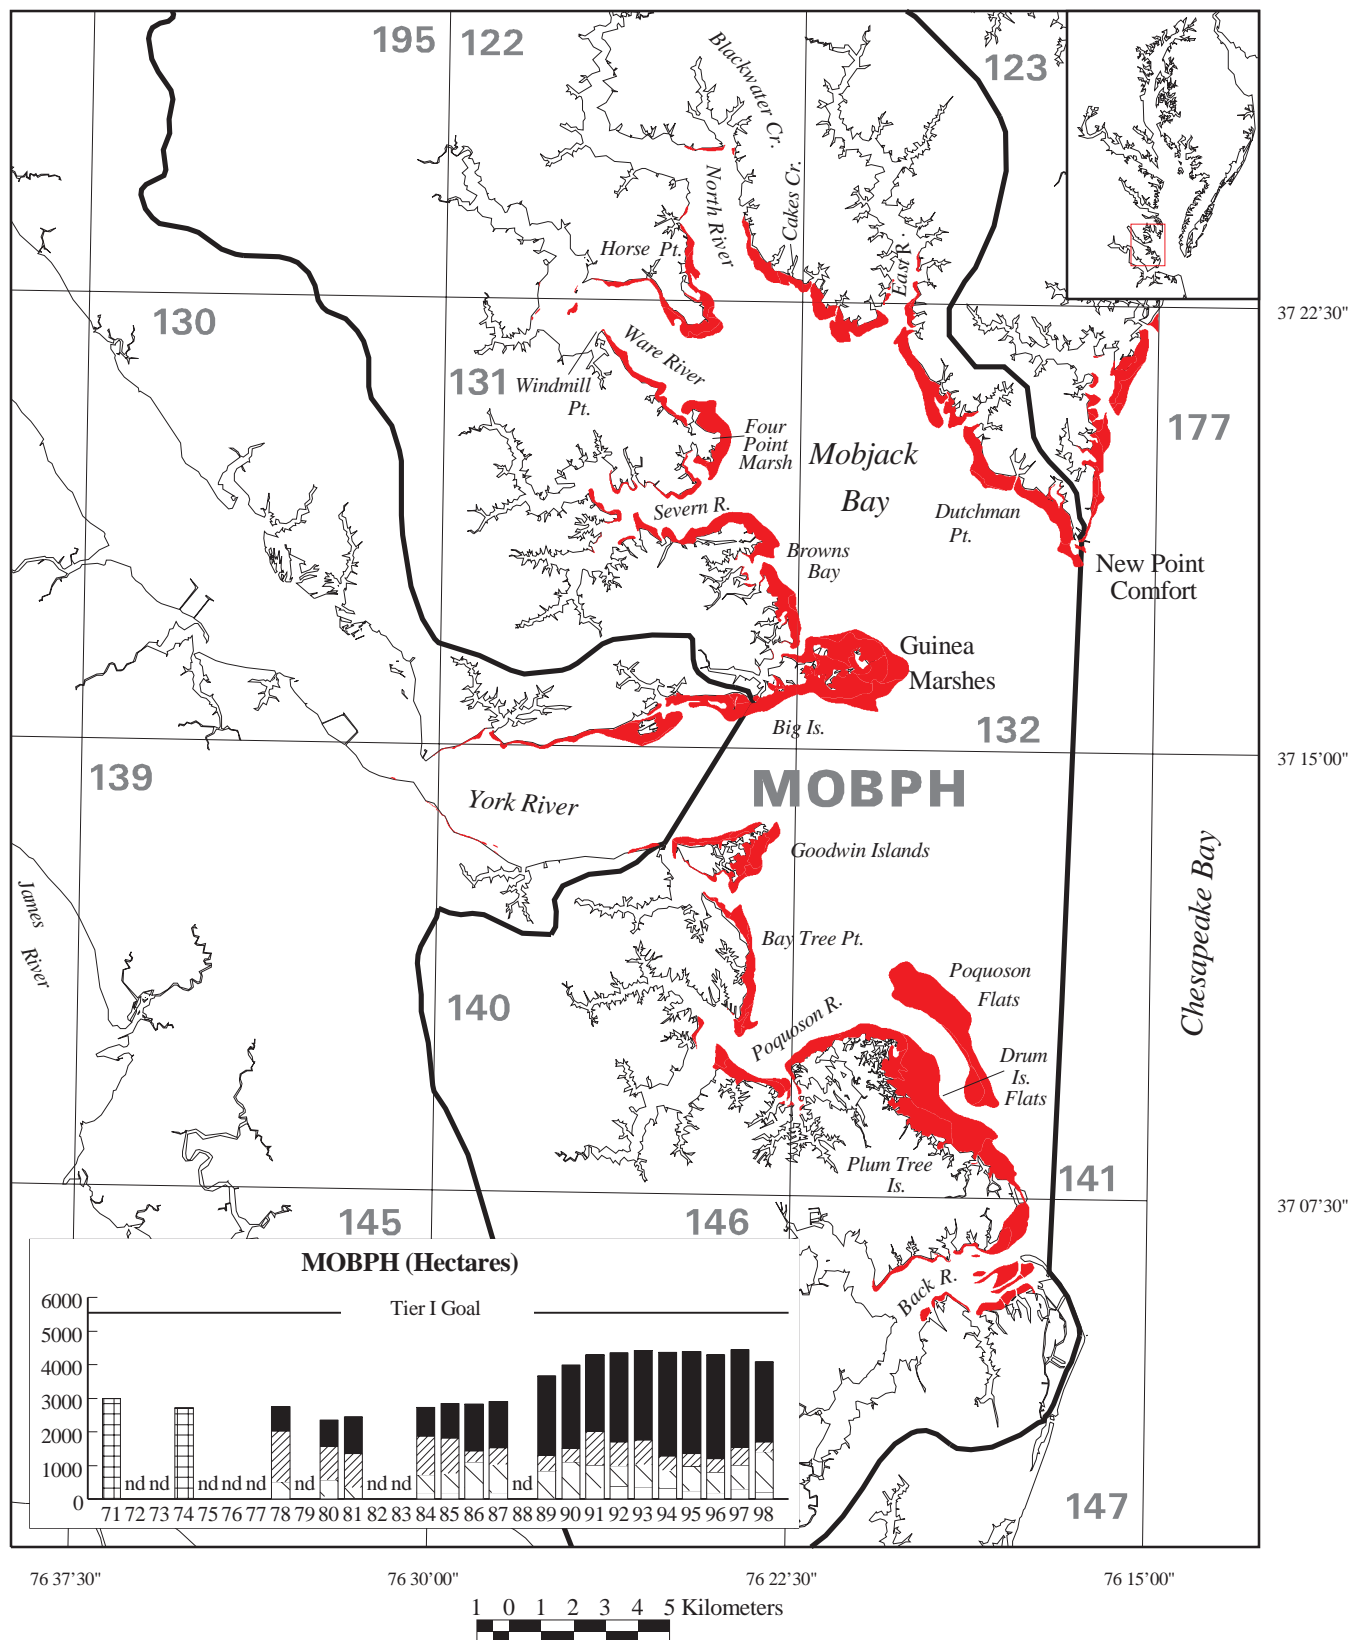 195
122
123
Blackwater Cr.
North River
Cakes Cr.
Horse Pt.
East R.
130
37 22'30"
131
Windmill
Pt.
Ware River
177
Four
Point
Marsh
Mobjack
Bay
Severn R.
Dutchman
Pt.
Browns
Bay
New Point
Comfort
Guinea
Marshes
Big Is.
132
37 15'00"
139
MOBPH
York River
Goodwin Islands
James
River
Chesapeake Bay
Bay Tree Pt.
Poquoson
Flats
140
Poquoson R.
Drum
Is.
Flats
Plum Tree
Is.
141
37 07'30"
145
146
Back R.
MOBPH (Hectares)
Tier I Goal
6000
5000
4000
3000
2000
1000
0
nd nd nd nd nd nd nd nd nd
71 72 73 74 75 76 77 78 79 80 81 82 83 84 85 86 87 88 89 90 91 92 93 94 95 96 97 98
147
76 37'30"
76 30'00"
76 22'30"
76 15'00"
1 0 1 2 3 4 5 Kilometers